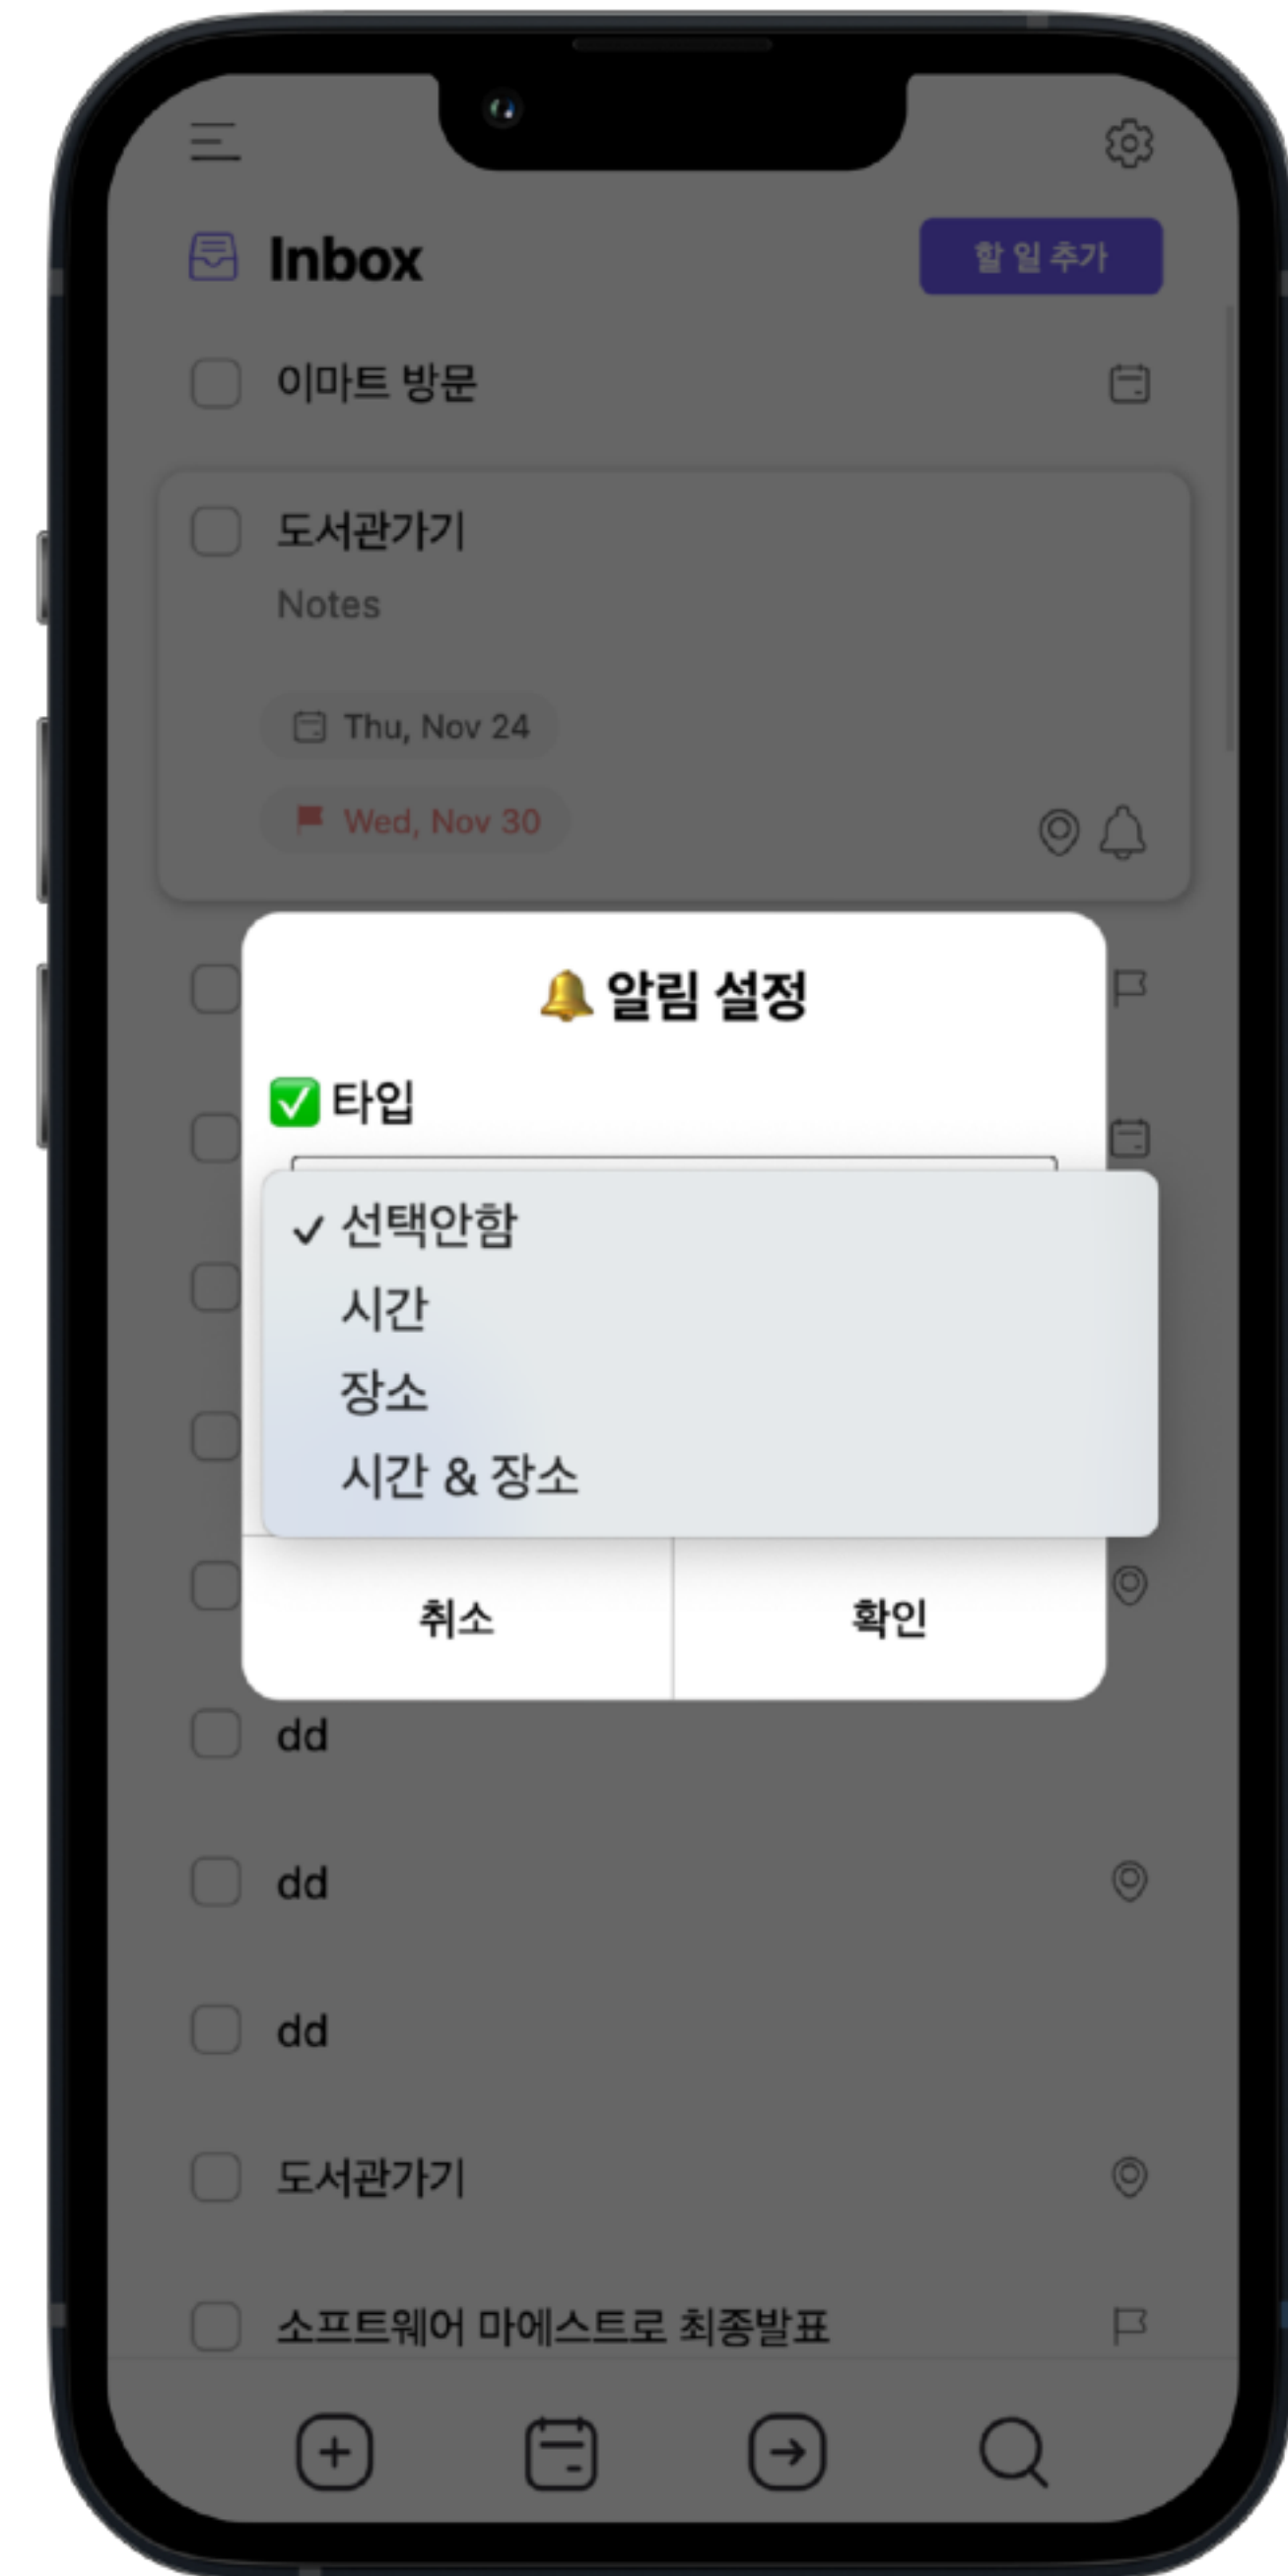 Inbox
할 일 추가
이마트 방문
도서관가기
Notes
Thu, Nov 24
Wed, Nov 30
🔔 알림 설정
✅ 타입
✓ 선택안함
시간
장소
시간 & 장소
취소
확인
dd
dd
dd
도서관가기
소프트웨어 마에스트로 최종발표